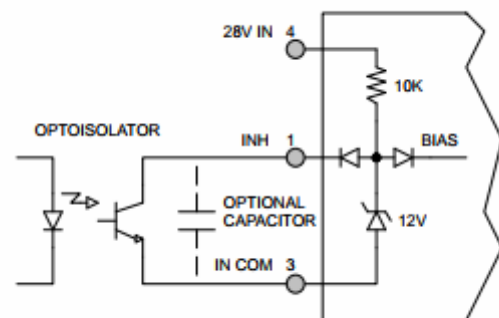 28V IN 4
10K
OPTOISOLATOR
INH 1
BIAS
OPTIONAL
CAPACITOR
12V
IN COM 3